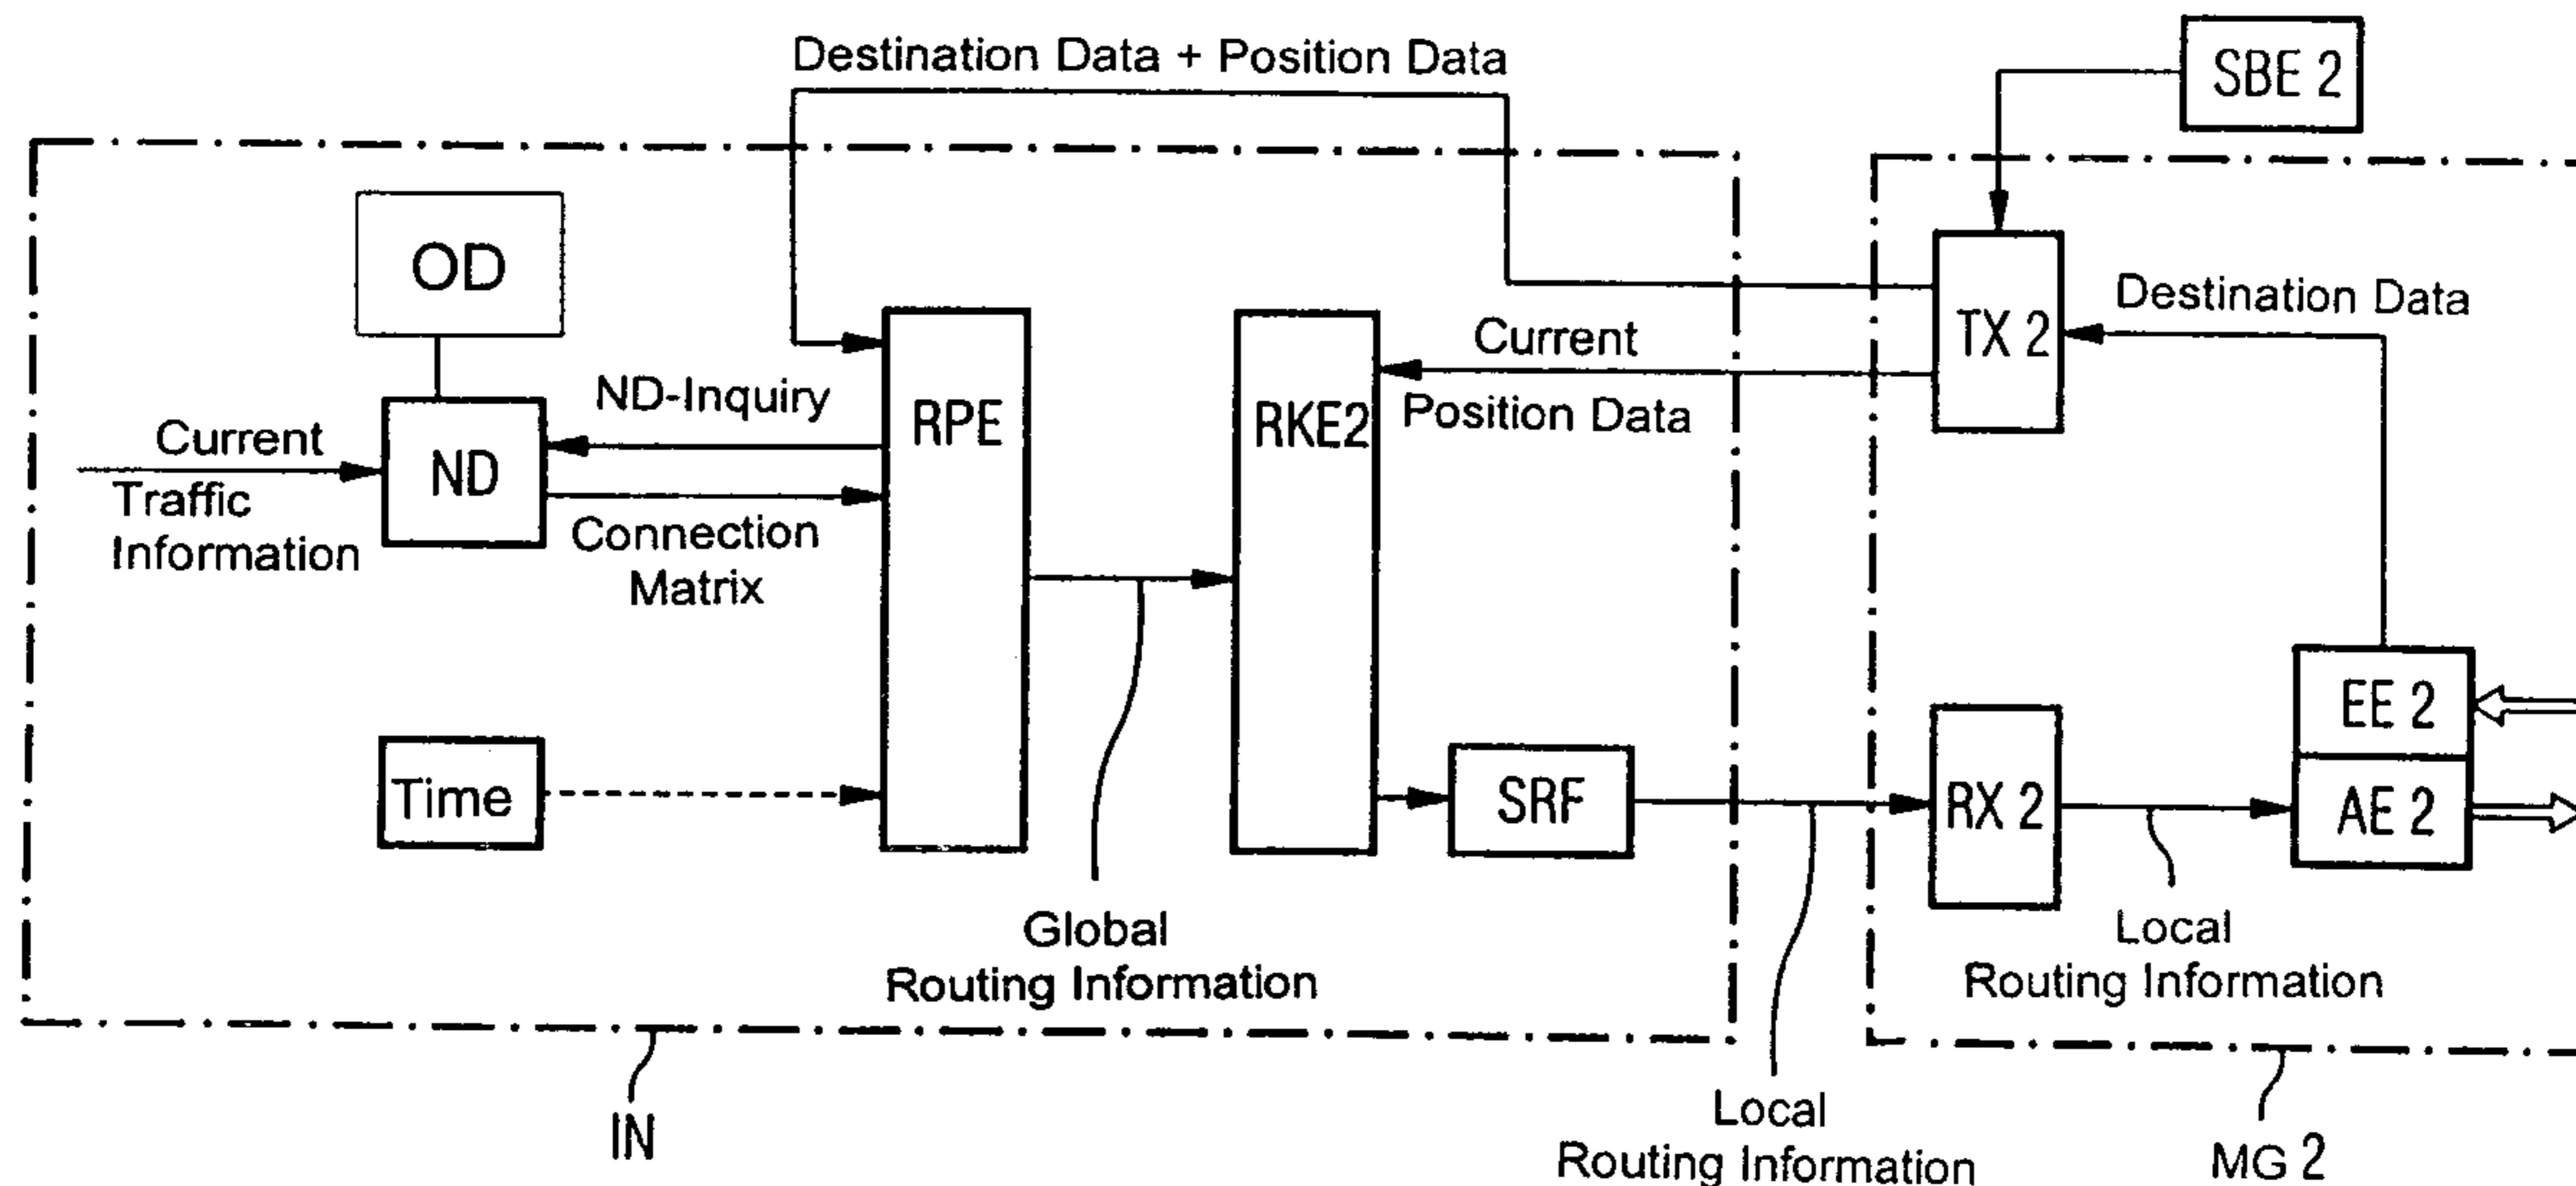 Destination Data + Position Data
SBE 2
OD
TX 2
Destination Data
Current
Position Data
ND-Inquiry
RPE
RKE2
Current
Traffic
Information
ND
Connection
Matrix
EE 2
Time
SRF
RX 2
AE 2
Global
Routing Information
Local
Routing Information
IN
Local
Routing Information
MG 2